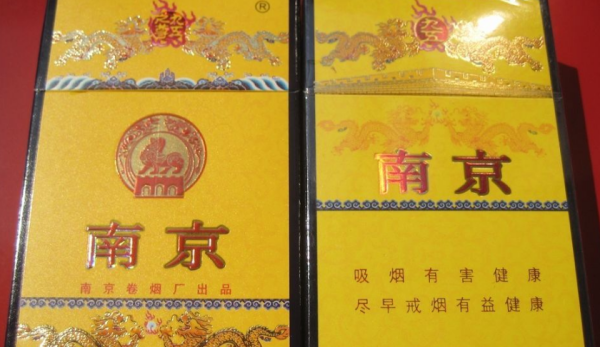 ®
南京
南京卷烟厂出品
南京
吸烟有害健康
尽早戒烟有益健康